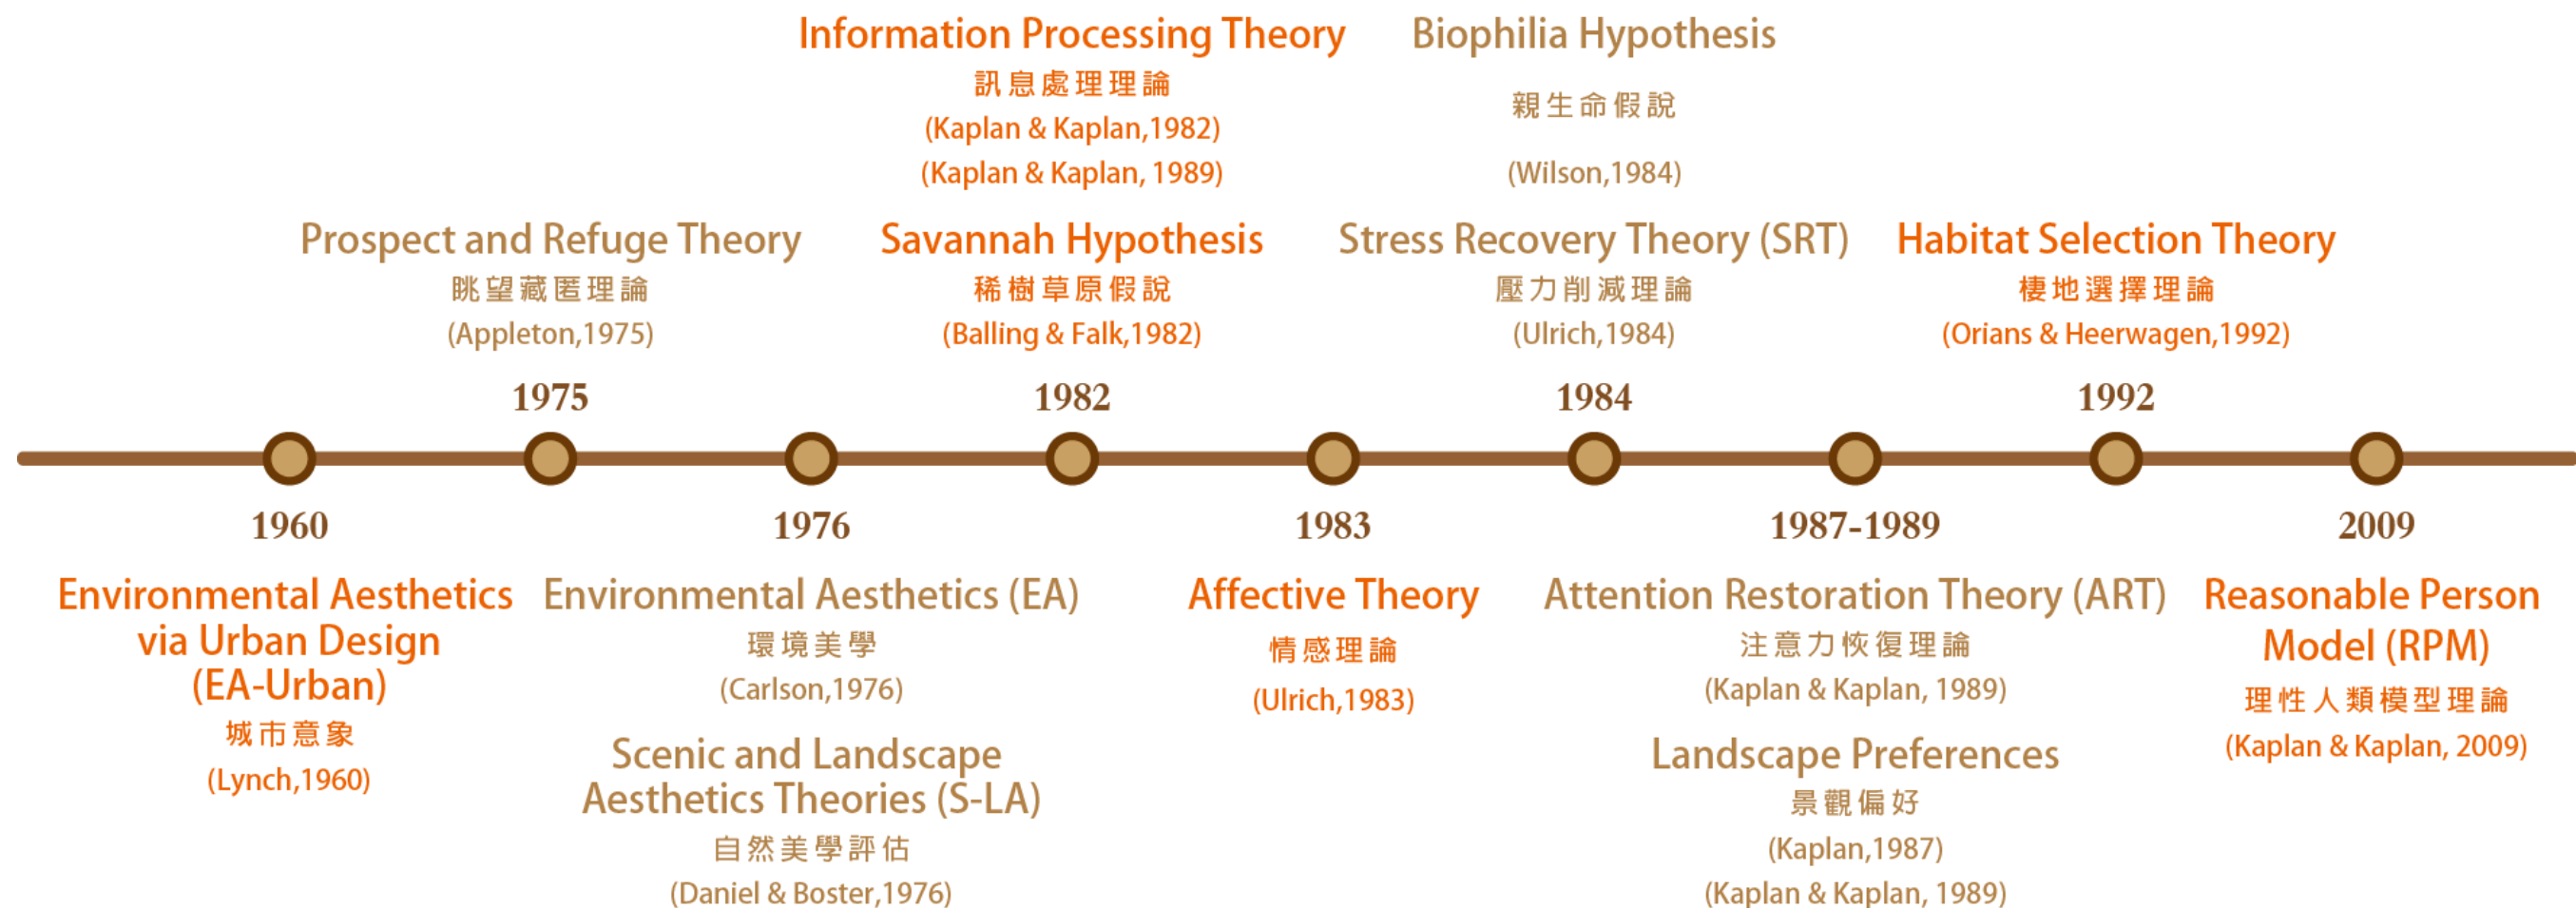 Information Processing Theory
訊息處理理論
(Kaplan & Kaplan,1982)
(Kaplan & Kaplan, 1989)
Biophilia Hypothesis
親生命假說
(Wilson,1984)
Prospect and Refuge Theory
眺望藏匿理論
(Appleton,1975)
Savannah Hypothesis
稀樹草原假說
(Balling & Falk,1982)
Stress Recovery Theory (SRT)
壓力削減理論
(Ulrich,1984)
Habitat Selection Theory
棲地選擇理論
(Orians & Heerwagen,1992)
1975
1982
1984
1992
1960
1976
1983
1987-1989
2009
Environmental Aesthetics
via Urban Design
(EA-Urban)
城市意象
(Lynch,1960)
Environmental Aesthetics (EA)
環境美學
(Carlson,1976)
Scenic and Landscape
Aesthetics Theories (S-LA)
自然美學評估
(Daniel & Boster,1976)
Affective Theory
情感理論
(Ulrich,1983)
Attention Restoration Theory (ART)
注意力恢復理論
(Kaplan & Kaplan, 1989)
Landscape Preferences
景觀偏好
(Kaplan,1987)
(Kaplan & Kaplan, 1989)
Reasonable Person
Model (RPM)
理性人類模型理論
(Kaplan & Kaplan, 2009)